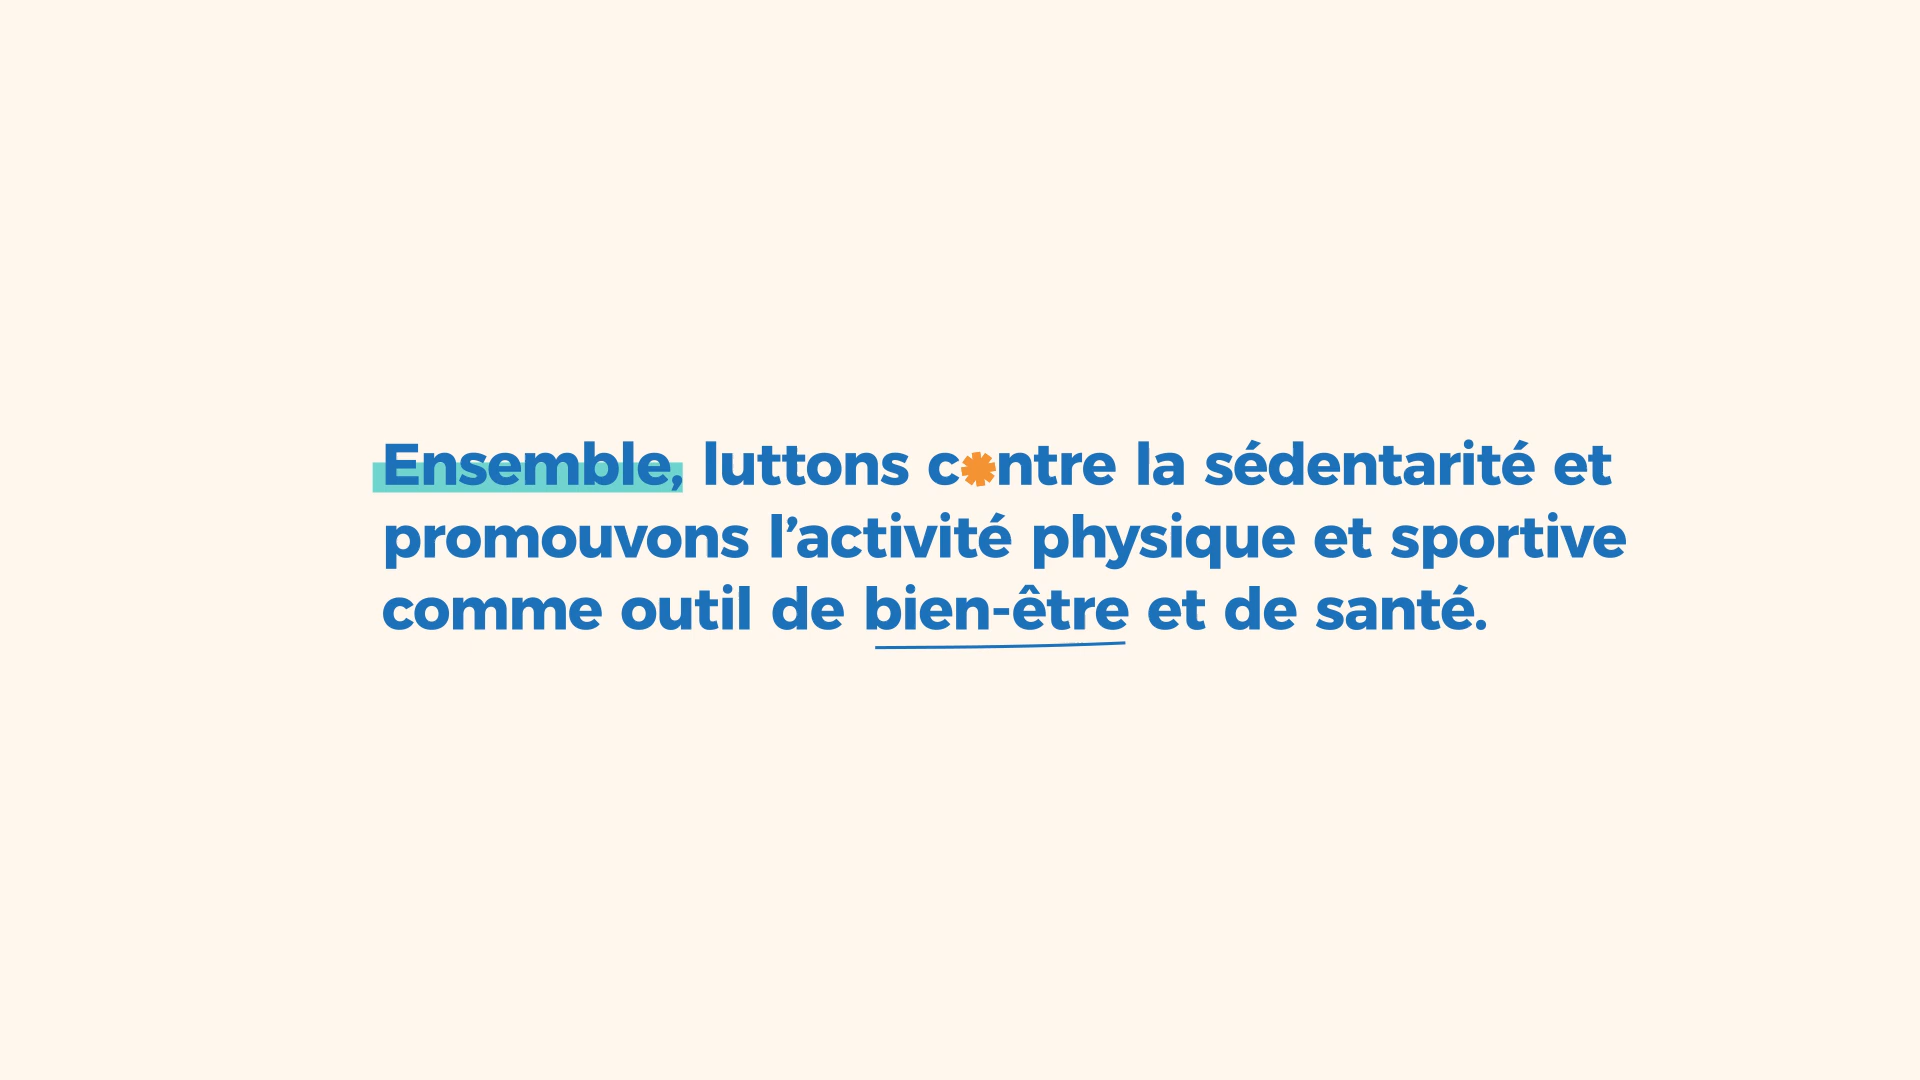 Ensemble, luttons contre la sédentarité et
promouvons l’activité physique et sportive
comme outil de bien-être et de santé.